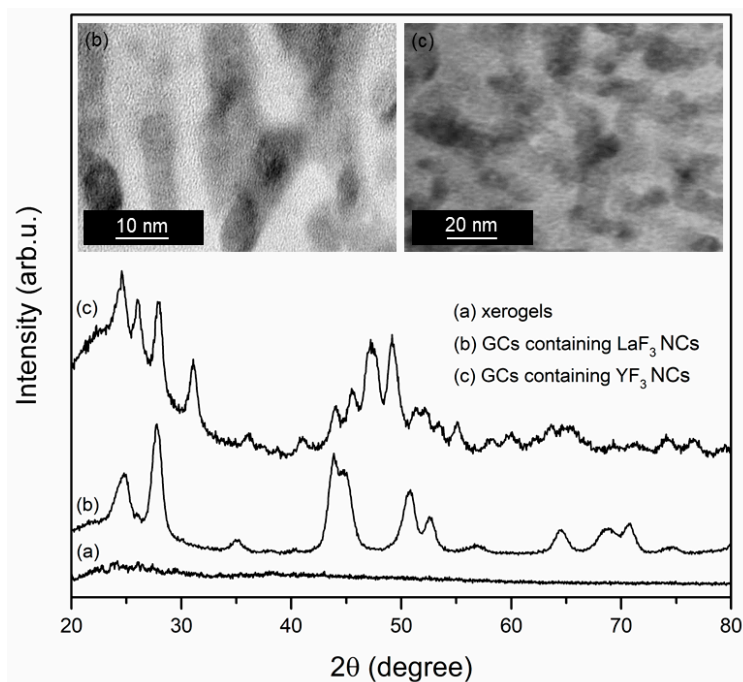 (b)
10 nm
(c)
20 nm
Intensity (arb.u.)
(c)
(b)
(a)
(a) xerogels
(b) GCs containing LaF₃ NCs
(c) GCs containing YF₃ NCs
20 30 40 50 60 70 80
2θ (degree)